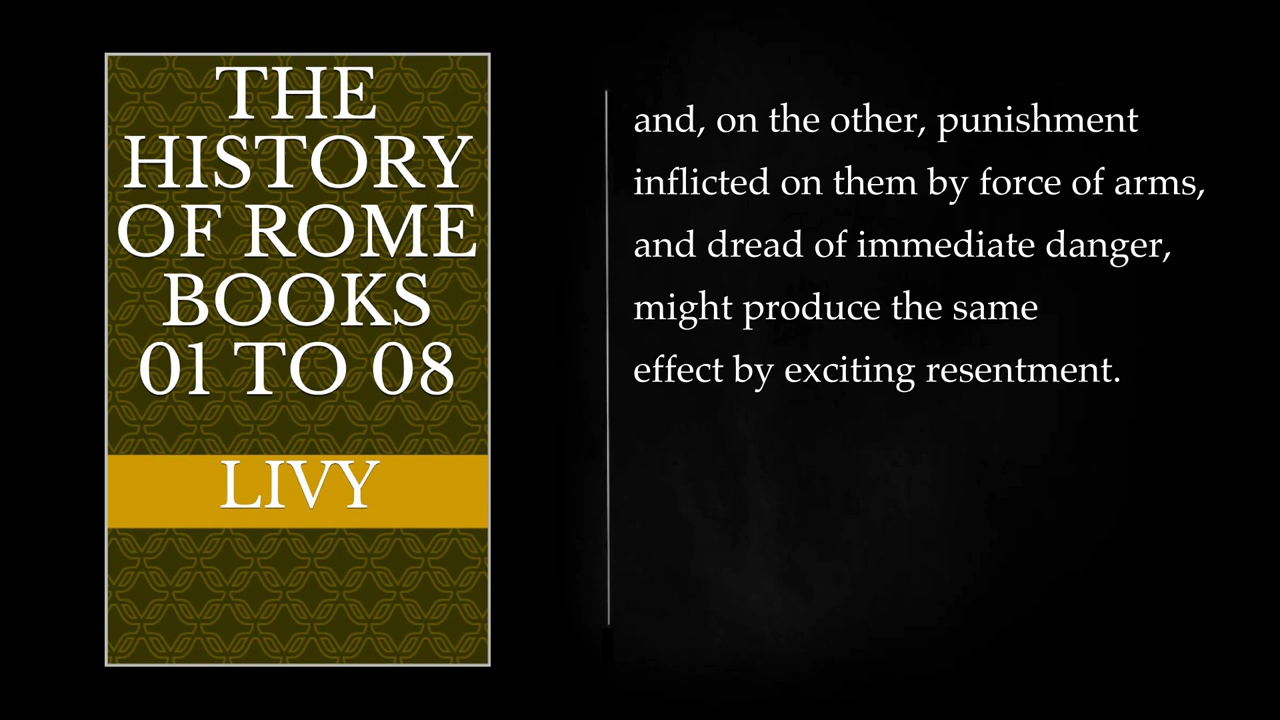 THE
HISTORY
OF ROME
BOOKS
01 TO 08
LIVY
and, on the other, punishment
inflicted on them by force of arms,
and dread of immediate danger,
might produce the same
effect by exciting resentment.